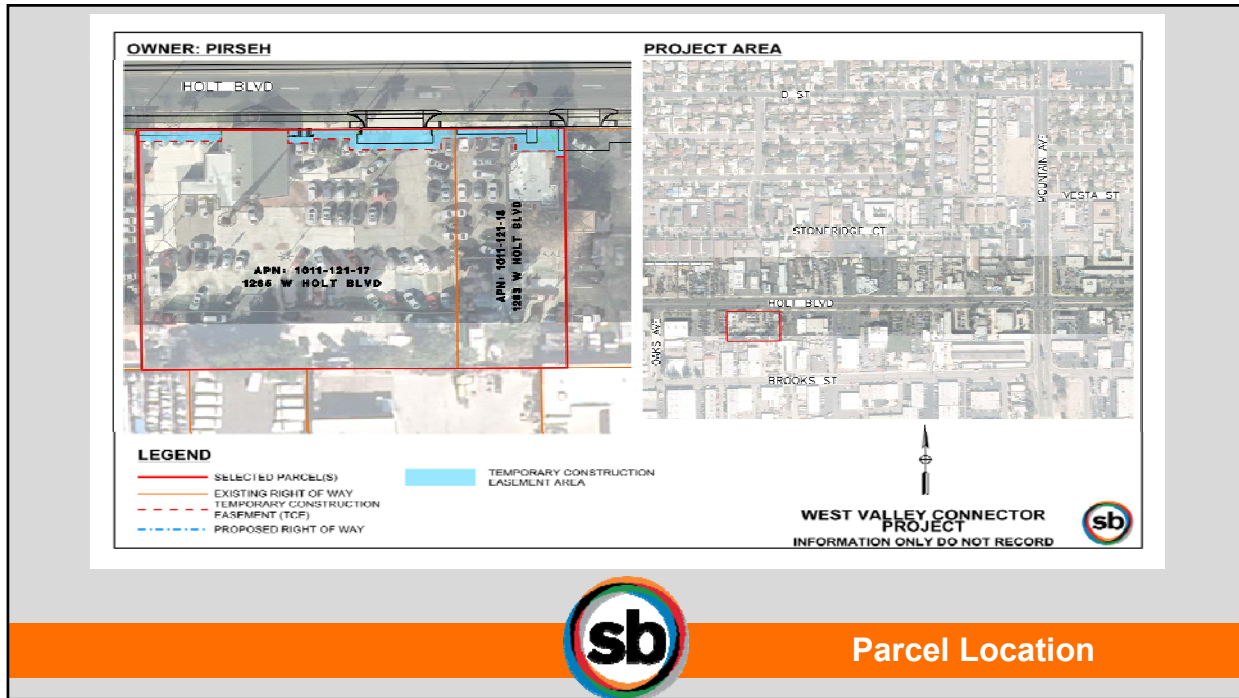 OWNER: PIRSEH
HOLT BLVD
APN: 1011-121-17
1265 W HOLT BLVD
APN: 1011-121-18
1263 W HOLT BLVD
PROJECT AREA
D ST
MOUNTAIN AVE
VESTA ST
STONERIDGE CT
HOLT BLVD
OAKS AVE
BROOKS ST
LEGEND
SELECTED PARCEL(S)
EXISTING RIGHT OF WAY
TEMPORARY CONSTRUCTION
EASEMENT (TCE)
PROPOSED RIGHT OF WAY
TEMPORARY CONSTRUCTION
EASEMENT AREA
WEST VALLEY CONNECTOR
PROJECT
INFORMATION ONLY DO NOT RECORD
sb
sb
Parcel Location